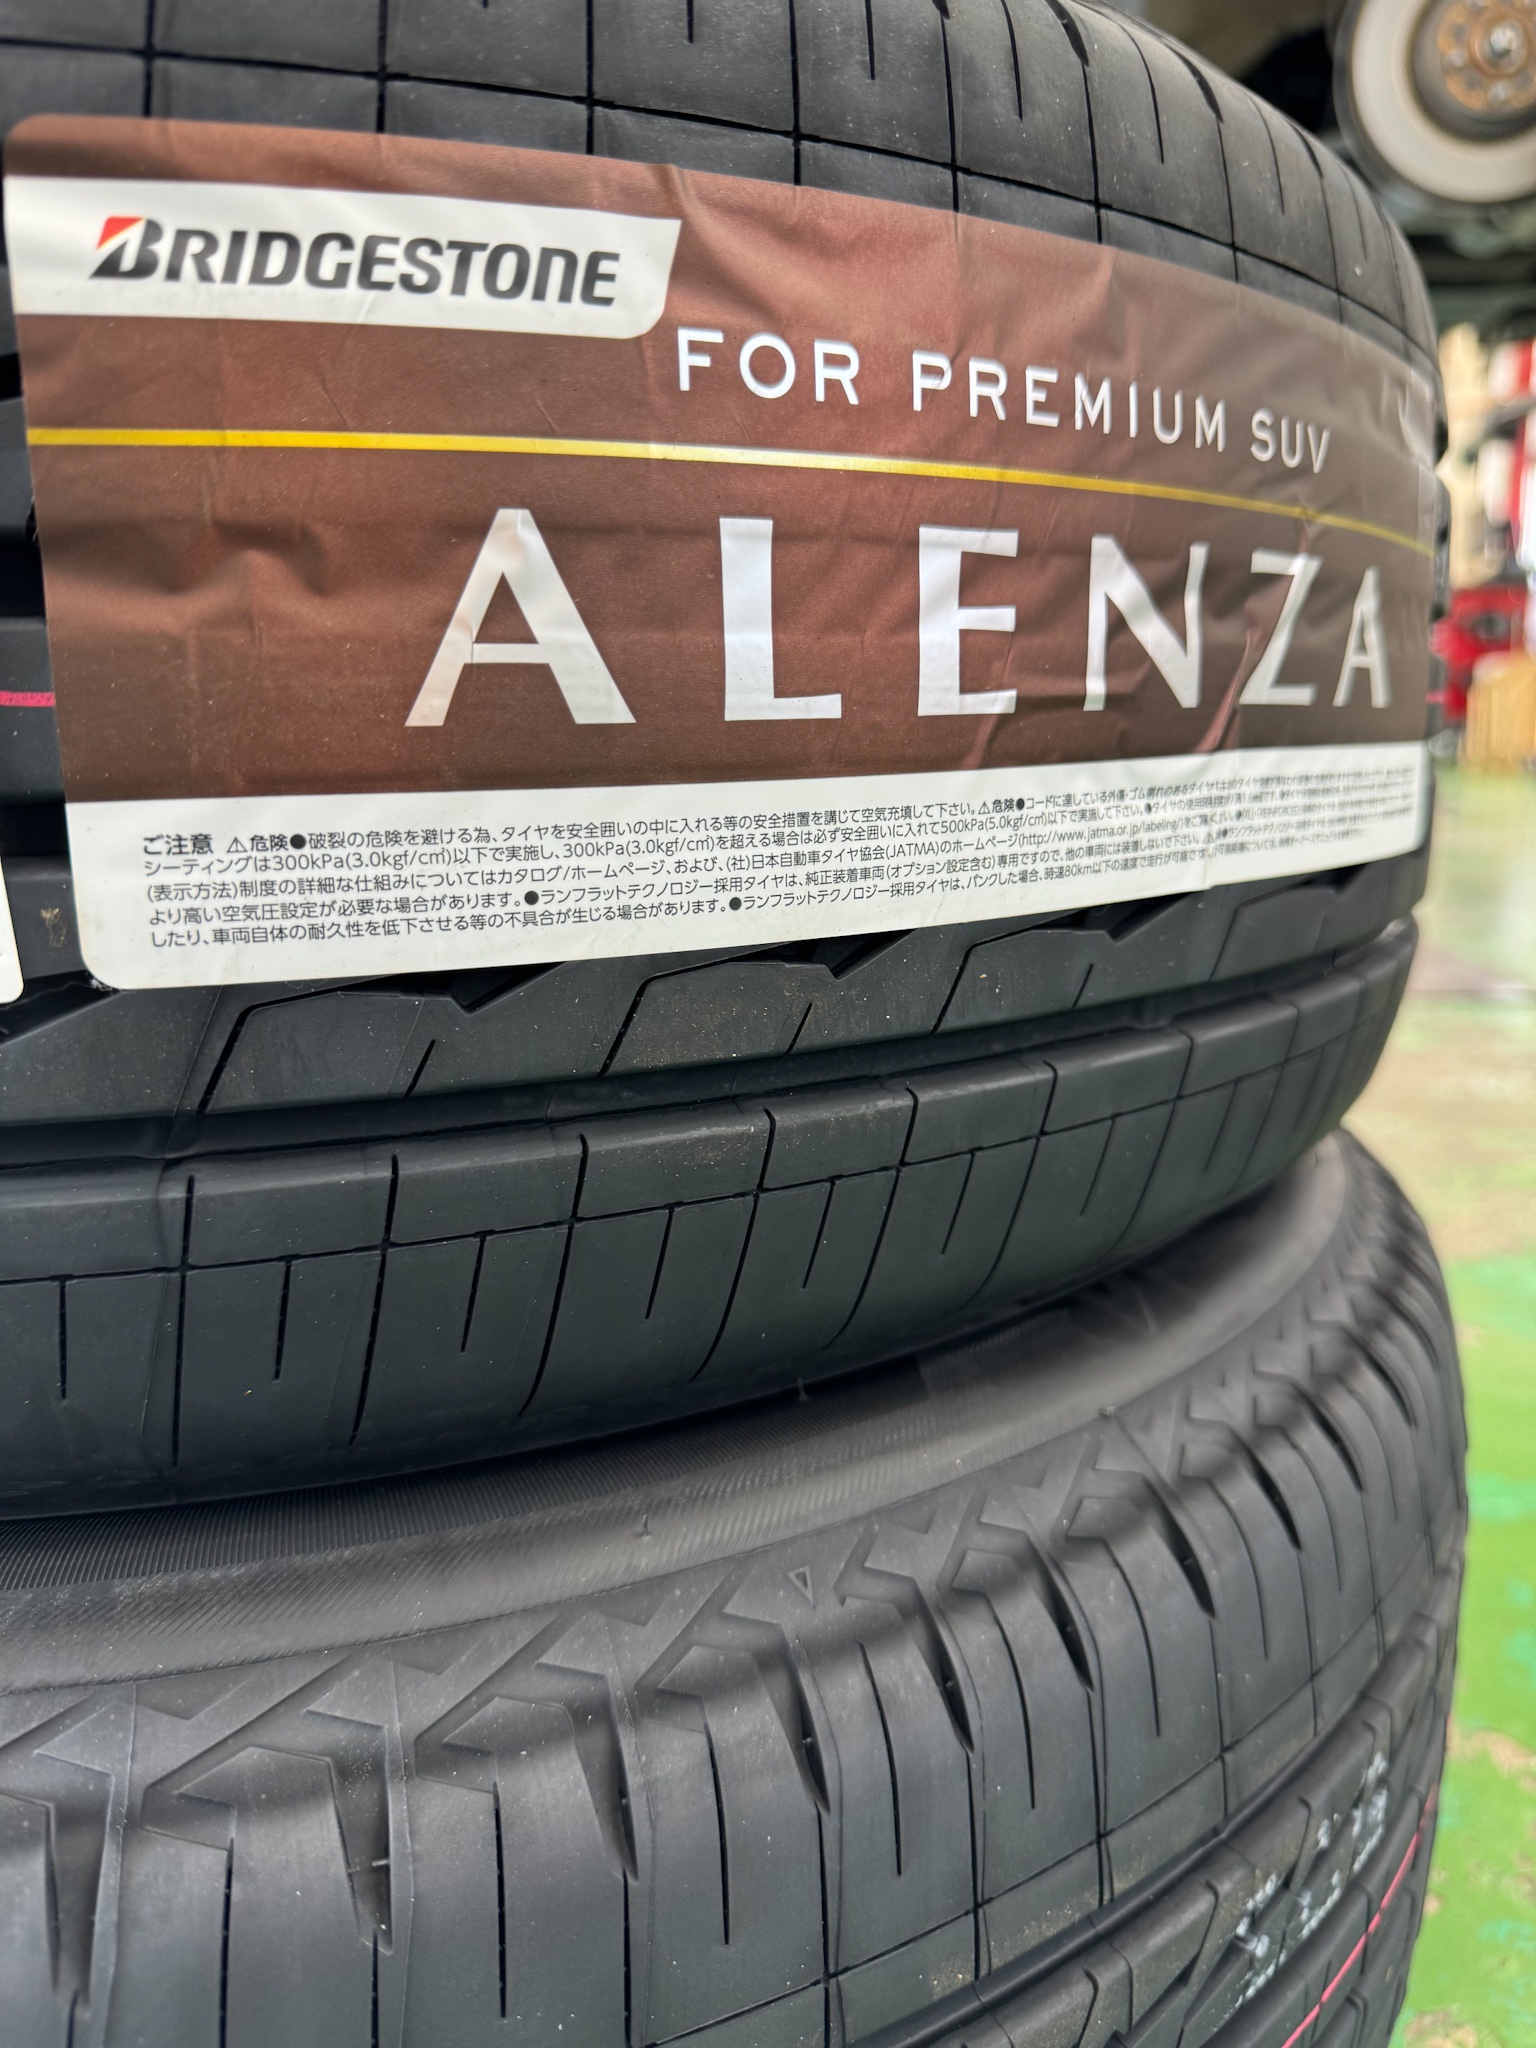 BRIDGESTONE
FOR PREMIUM SUV
ALENZA
ご注意 ⚠危険●破裂の危険を避ける為、タイヤを安全囲いの中に入れる等の安全措置を講じて空気充填して下さい。⚠危険●コードに達している外傷・ゴム
シーティングは300kPa(3.0kgf/c㎡)以下で実施し、300kPa(3.0kgf/c㎡)を超える場合は必ず安全囲いに入れて500kPa(5.0kgf/c㎡)以下で実施して下さい。●タイヤの使用限度
(表示方法)制度の詳細な仕組みについてはカタログ/ホームページ、および、(社)日本自動車タイヤ協会(JATMA)のホームページ(http://www.jatma.or.jp/labeling/)をご覧ください。
より高い空気圧設定が必要な場合があります。●ランフラットテクノロジー採用タイヤは、純正装着車両(オプション設定含む)専用ですので、他の車両には装着しないで下さい。
したり、車両自体の耐久性を低下させる等の不具合が生じる場合があります。●ランフラットテクノロジー採用タイヤは、パンクした場合、時速80km以下の速度で走行が可能です